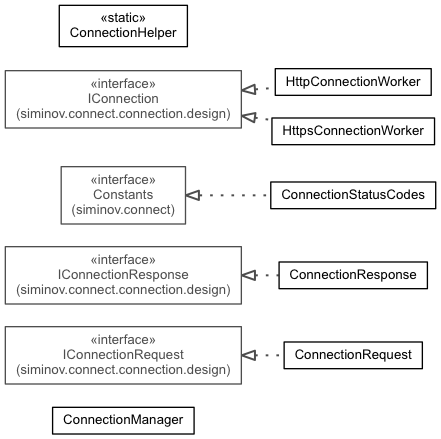 «static»
ConnectionHelper
«interface»
IConnection
(siminov.connect.connection.design)
HttpConnectionWorker
HttpsConnectionWorker
«interface»
Constants
(siminov.connect)
ConnectionStatusCodes
«interface»
IConnectionResponse
(siminov.connect.connection.design)
ConnectionResponse
«interface»
IConnectionRequest
(siminov.connect.connection.design)
ConnectionRequest
ConnectionManager